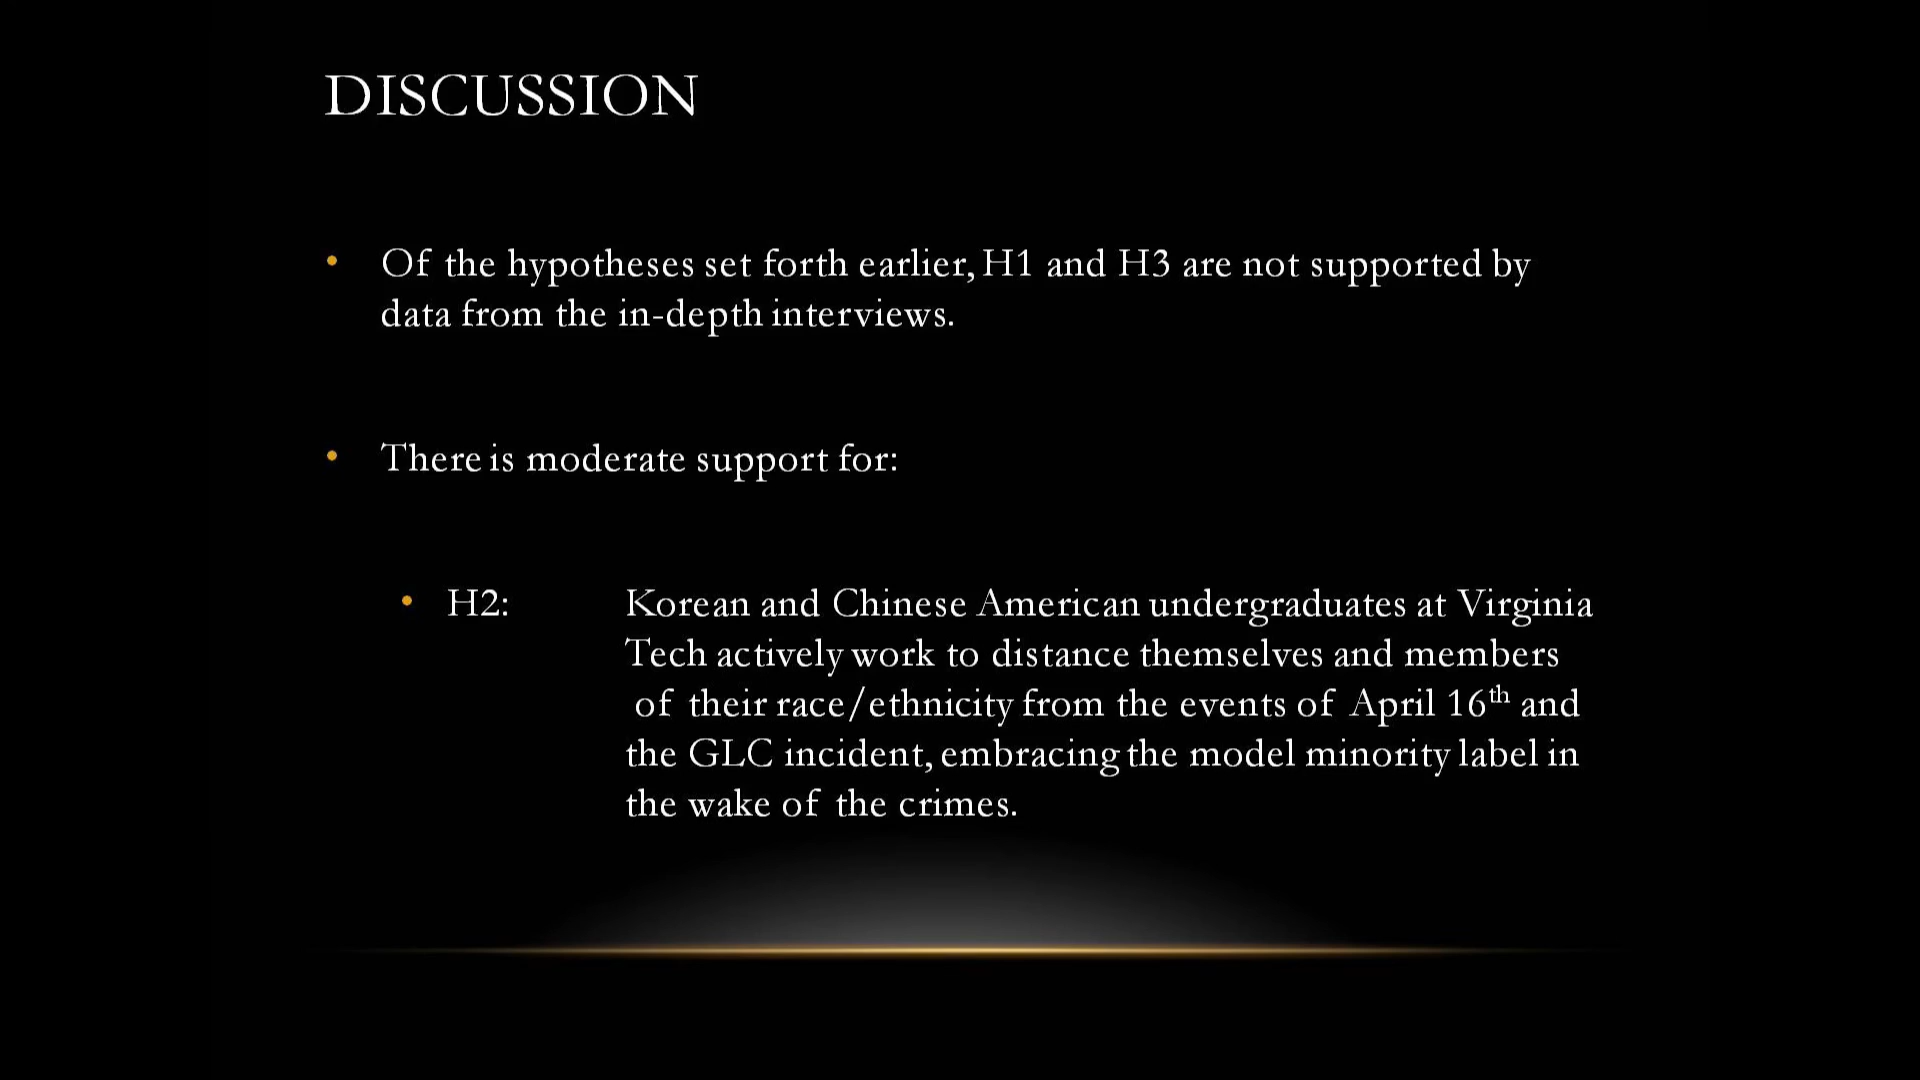 DISCUSSION
• Of the hypotheses set forth earlier, H1 and H3 are not supported by
data from the in-depth interviews.
• There is moderate support for:
• H2: Korean and Chinese American undergraduates at Virginia
Tech actively work to distance themselves and members
of their race/ethnicity from the events of April 16th and
the GLC incident, embracing the model minority label in
the wake of the crimes.